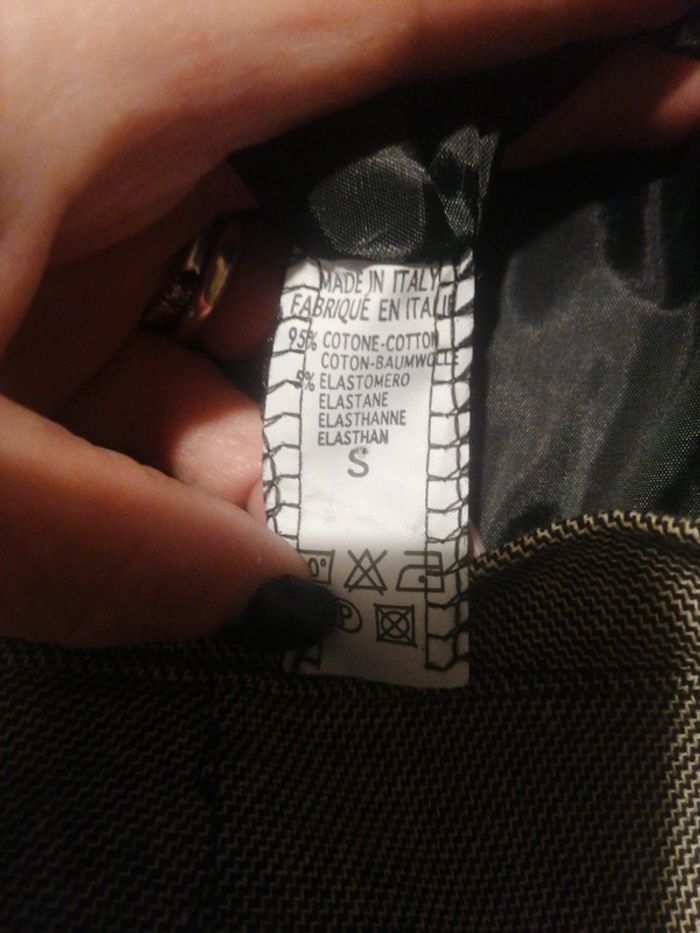 MADE IN ITALY
FABRIQUÉ EN ITALIE
95% COTONE-COTTON
COTON-BAUMWOLLE
5% ELASTOMERO
ELASTANE
ELASTHANNE
ELASTHAN
S
P